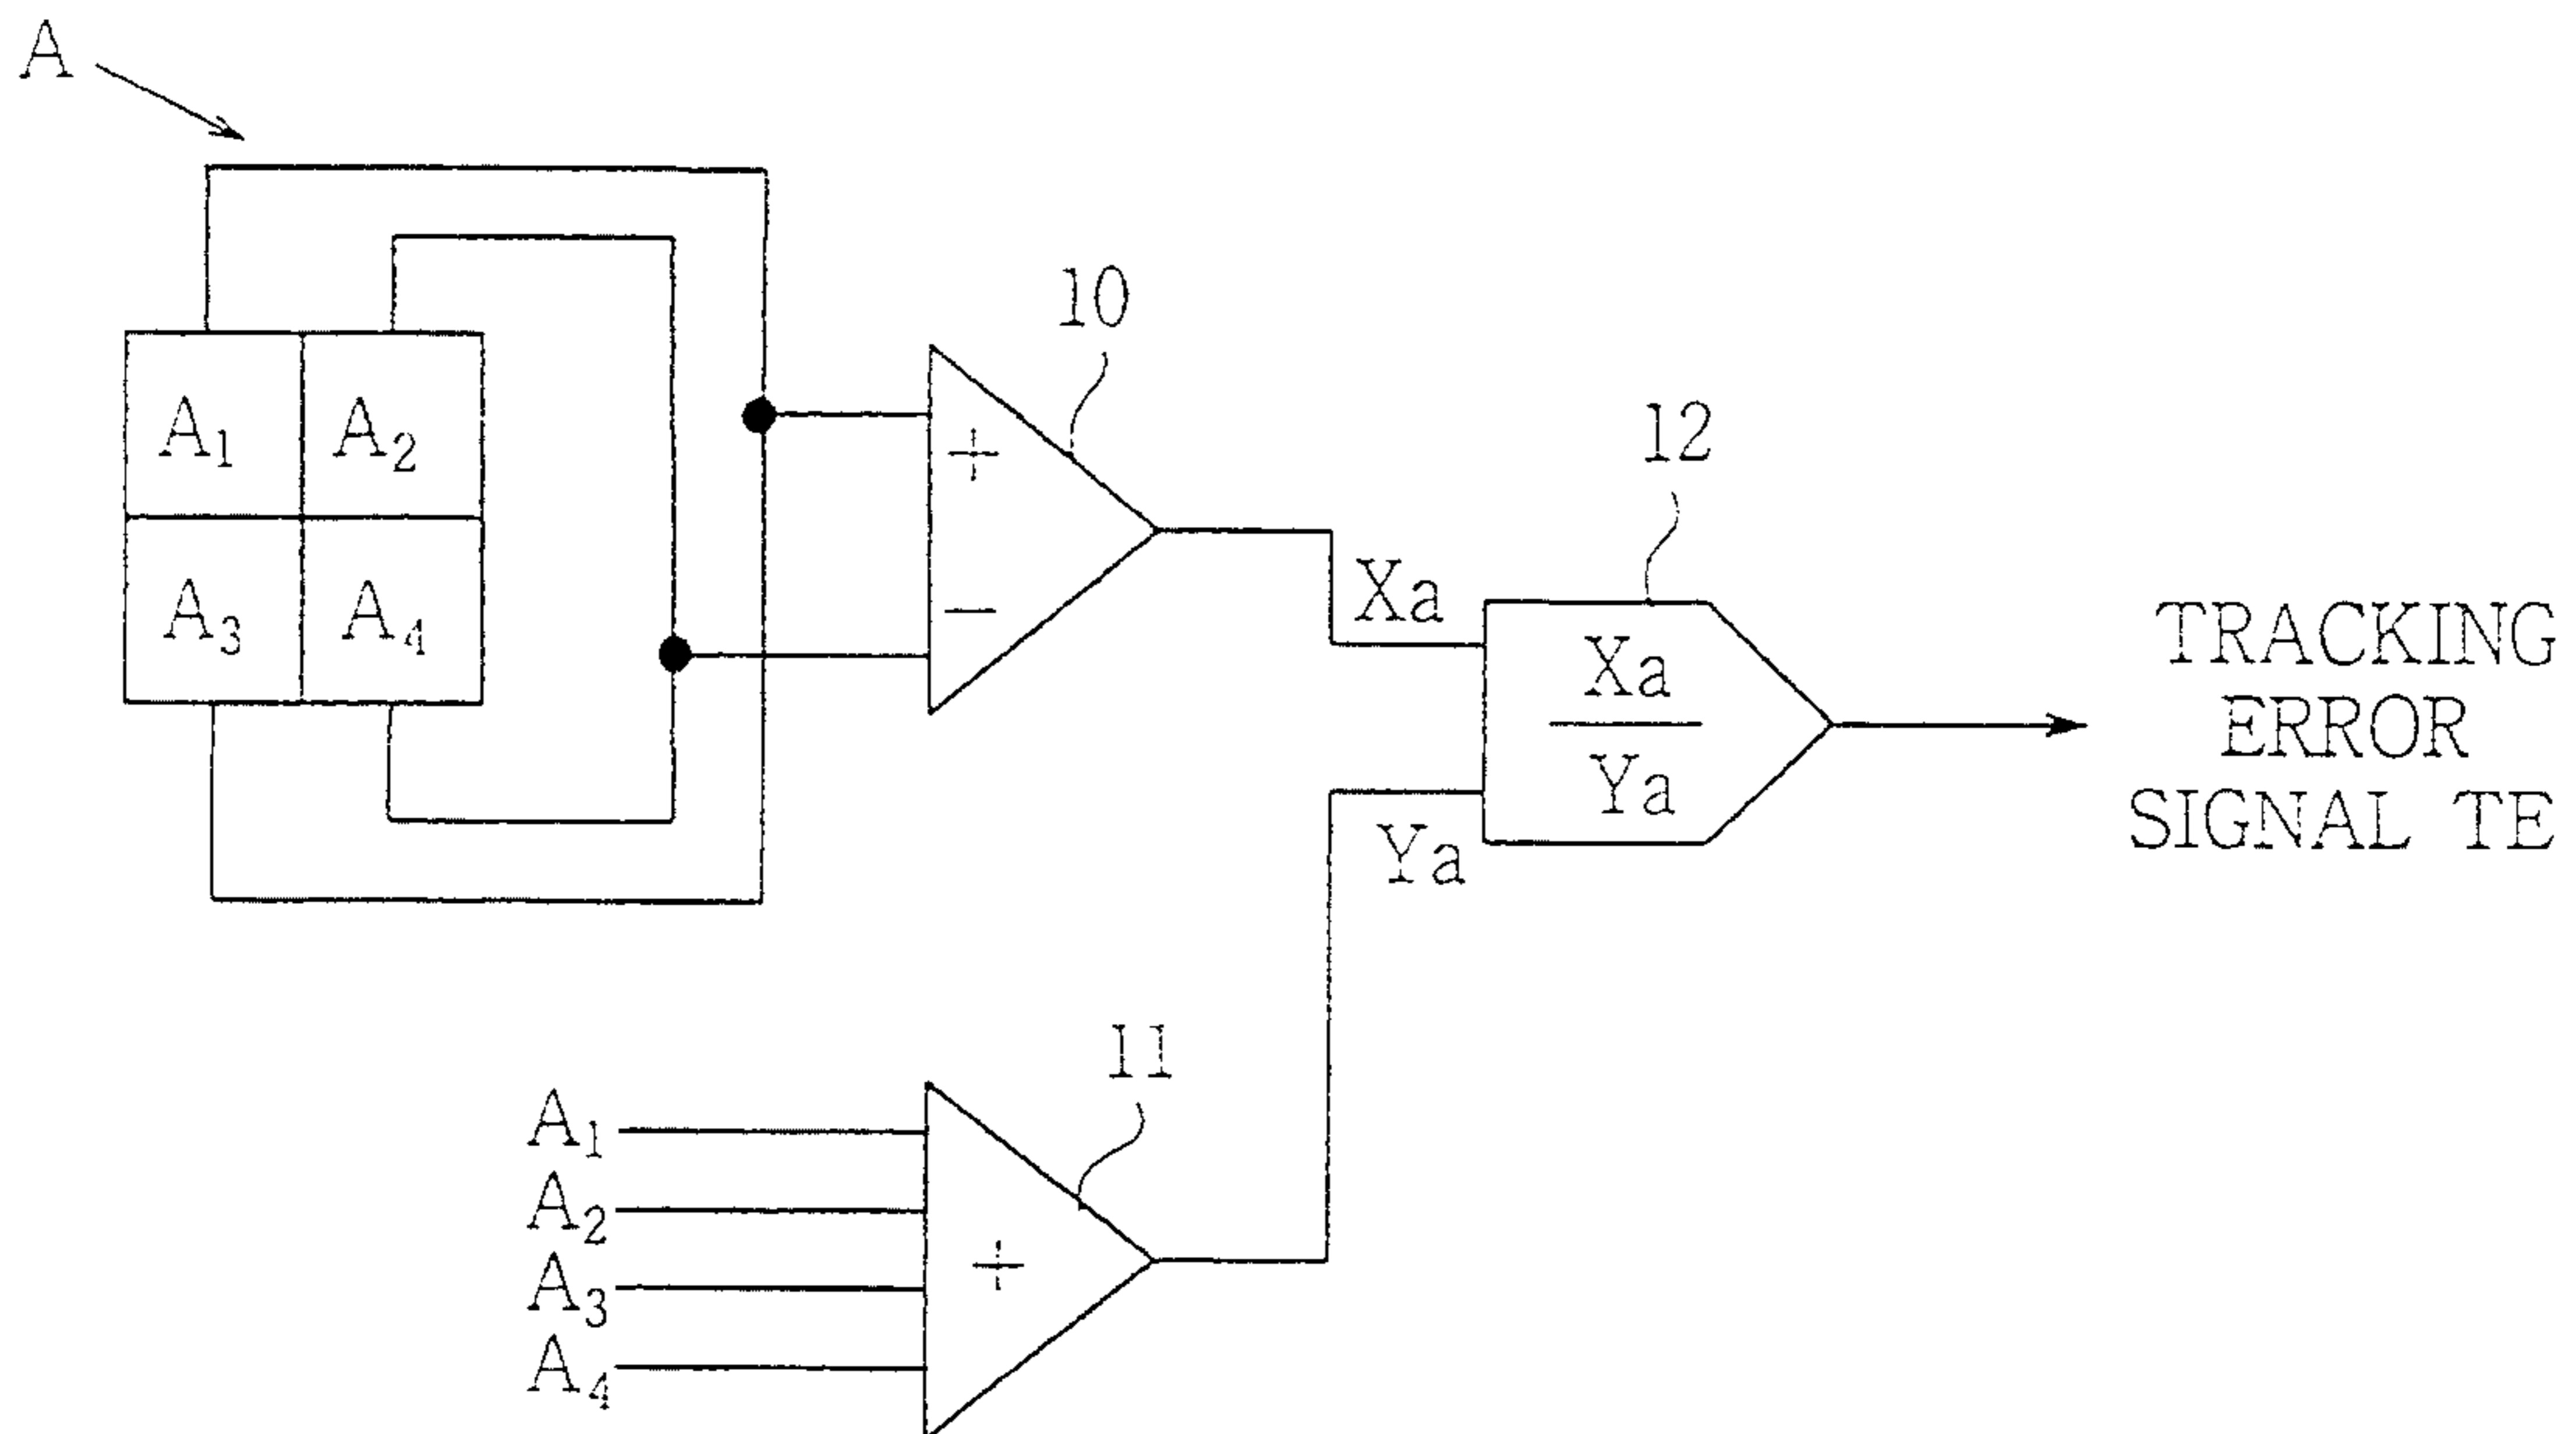 A
10
A1 A2
+
12
A3 A4
−
Xa
Xa
Ya
TRACKING
ERROR
SIGNAL TE
Ya
11
A1
A2
+
A3
A4